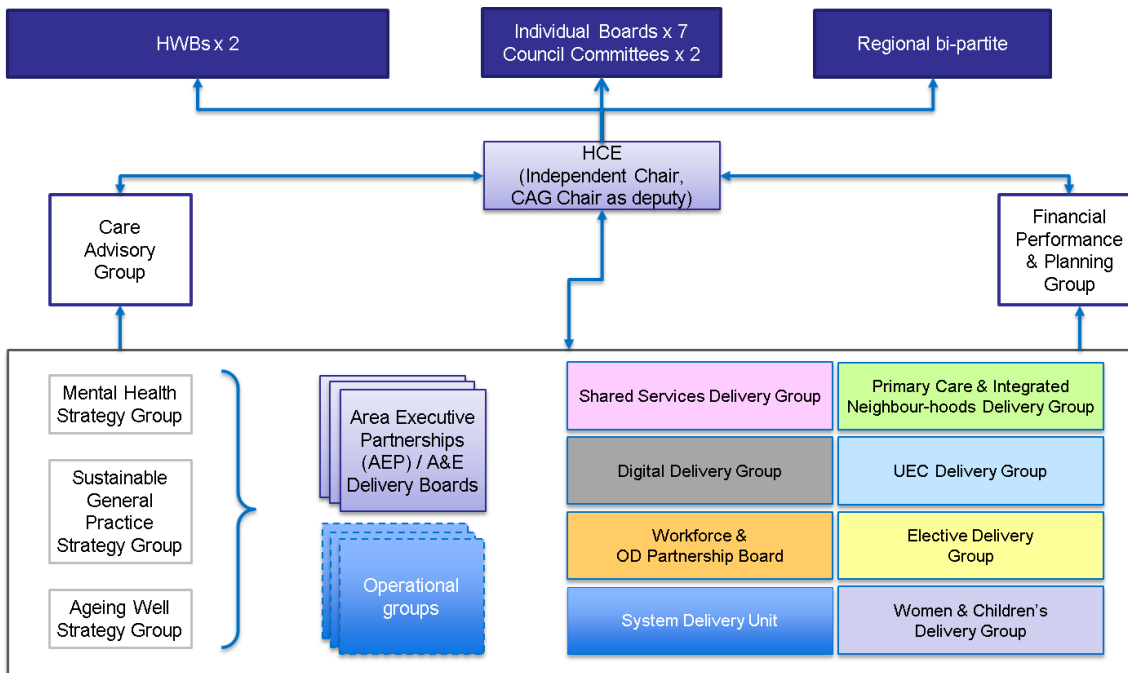 HWBs x 2
Individual Boards x 7
Council Committees x 2
Regional bi-partite
HCE
(Independent Chair,
CAG Chair as deputy)
Care
Advisory
Group
Financial
Performance
& Planning
Group
Mental Health
Strategy Group
Sustainable
General
Practice
Strategy Group
Ageing Well
Strategy Group
Area Executive
Partnerships
(AEP) / A&E
Delivery Boards
Operational
groups
Shared Services Delivery Group
Primary Care & Integrated
Neighbour-hoods Delivery Group
Digital Delivery Group
UEC Delivery Group
Workforce &
OD Partnership Board
Elective Delivery
Group
System Delivery Unit
Women & Children's
Delivery Group